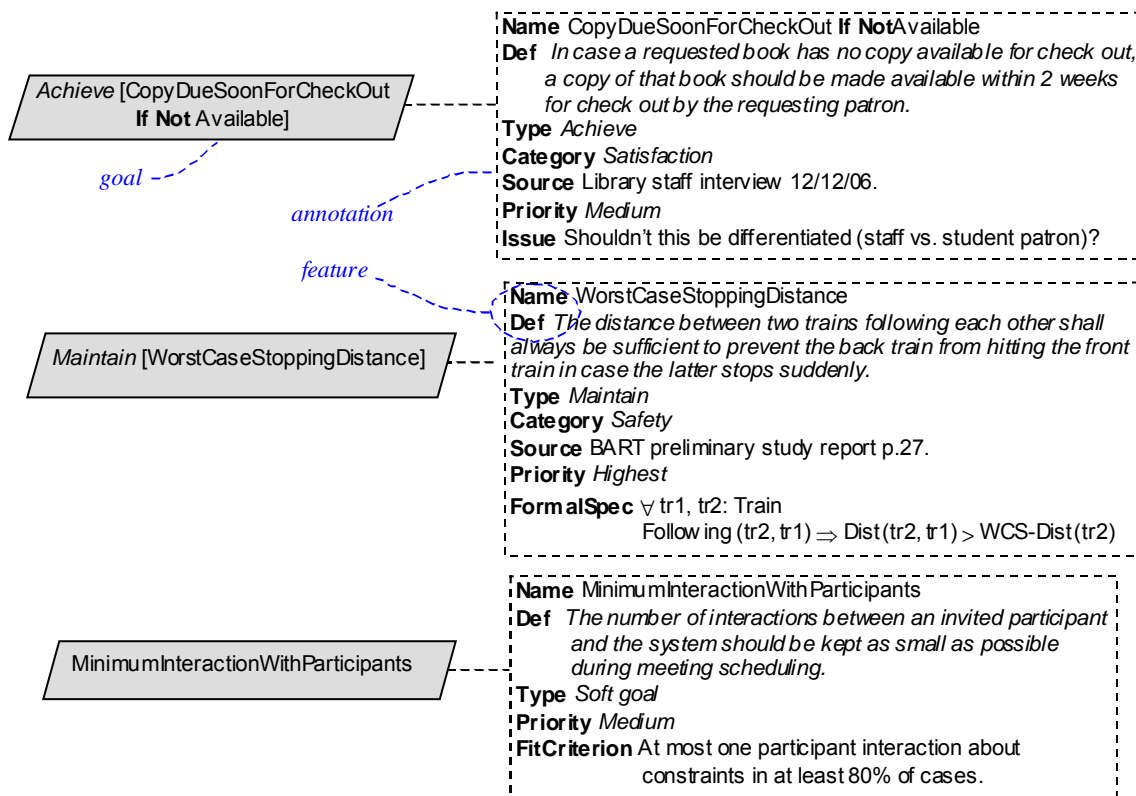 Achieve [CopyDueSoonForCheckOut
If Not Available]
goal
annotation
Name CopyDueSoonForCheckOut If NotAvailable
Def In case a requested book has no copy available for check out,
a copy of that book should be made available within 2 weeks
for check out by the requesting patron.
Type Achieve
Category Satisfaction
Source Library staff interview 12/12/06.
Priority Medium
Issue Shouldn't this be differentiated (staff vs. student patron)?
feature
Maintain [WorstCaseStoppingDistance]
Name WorstCaseStoppingDistance
Def The distance between two trains following each other shall
always be sufficient to prevent the back train from hitting the front
train in case the latter stops suddenly.
Type Maintain
Category Safety
Source BART preliminary study report p.27.
Priority Highest
FormalSpec ∀ tr1, tr2: Train
Following (tr2, tr1) ⇒ Dist(tr2, tr1) > WCS-Dist(tr2)
MinimumInteractionWithParticipants
Name MinimumInteractionWithParticipants
Def The number of interactions between an invited participant
and the system should be kept as small as possible
during meeting scheduling.
Type Soft goal
Priority Medium
FitCriterion At most one participant interaction about
constraints in at least 80% of cases.